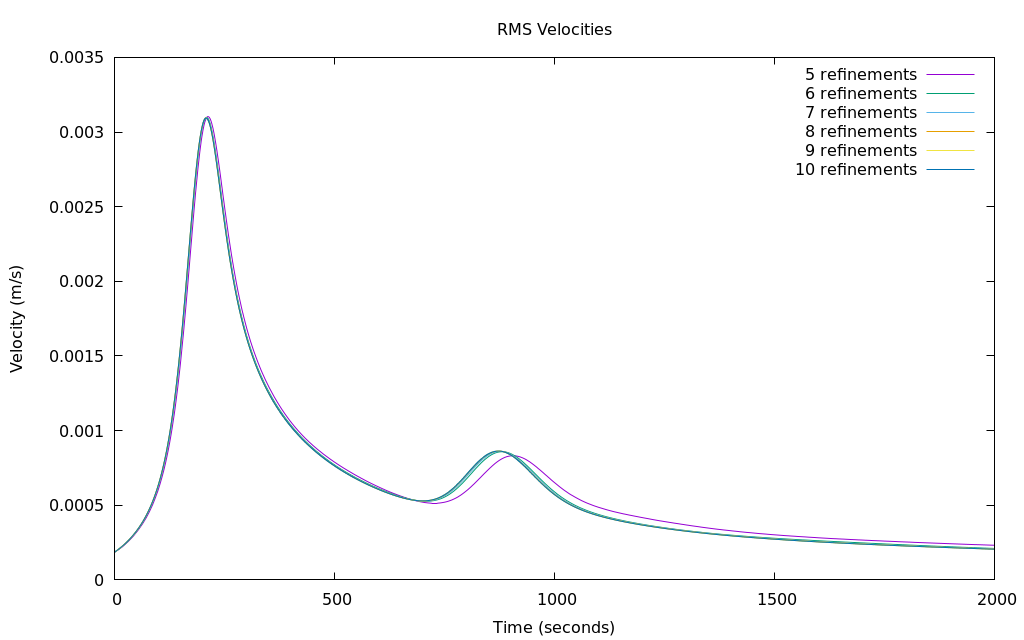 RMS Velocities
0.0035
0.003
0.0025
0.002
0.0015
0.001
0.0005
0
Velocity (m/s)
5 refinements
6 refinements
7 refinements
8 refinements
9 refinements
10 refinements
0 500 1000 1500 2000
Time (seconds)